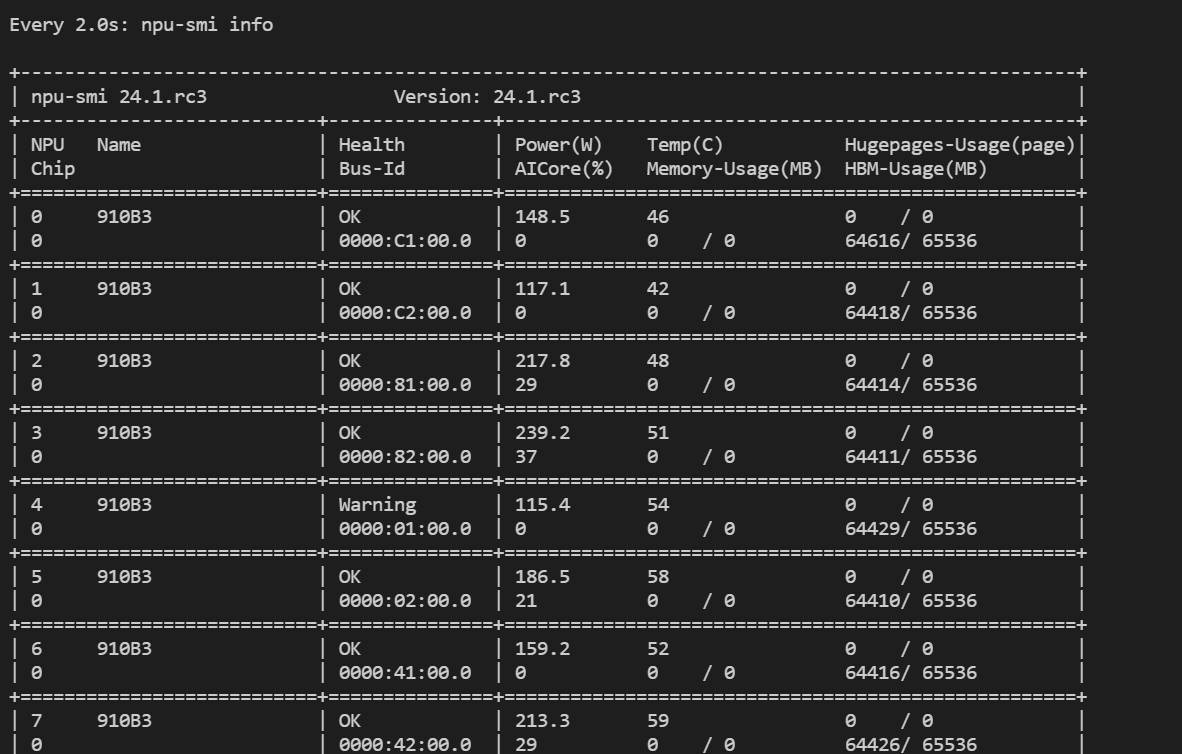 Every 2.0s: npu-smi info
+------------------------------------------------------------------------------------------------+
| npu-smi 24.1.rc3                 Version: 24.1.rc3                                             |
+---------------------------+---------------+----------------------------------------------------+
| NPU   Name                | Health        | Power(W)    Temp(C)           Hugepages-Usage(page)|
| Chip                      | Bus-Id        | AICore(%)   Memory-Usage(MB)  HBM-Usage(MB)        |
+===========================+===============+====================================================+
| 0     910B3               | OK            | 148.5       46                0    / 0             |
| 0                         | 0000:C1:00.0  | 0           0    / 0          64616/ 65536         |
+===========================+===============+====================================================+
| 1     910B3               | OK            | 117.1       42                0    / 0             |
| 0                         | 0000:C2:00.0  | 0           0    / 0          64418/ 65536         |
+===========================+===============+====================================================+
| 2     910B3               | OK            | 217.8       48                0    / 0             |
| 0                         | 0000:81:00.0  | 29          0    / 0          64414/ 65536         |
+===========================+===============+====================================================+
| 3     910B3               | OK            | 239.2       51                0    / 0             |
| 0                         | 0000:82:00.0  | 37          0    / 0          64411/ 65536         |
+===========================+===============+====================================================+
| 4     910B3               | Warning       | 115.4       54                0    / 0             |
| 0                         | 0000:01:00.0  | 0           0    / 0          64429/ 65536         |
+===========================+===============+====================================================+
| 5     910B3               | OK            | 186.5       58                0    / 0             |
| 0                         | 0000:02:00.0  | 21          0    / 0          64410/ 65536         |
+===========================+===============+====================================================+
| 6     910B3               | OK            | 159.2       52                0    / 0             |
| 0                         | 0000:41:00.0  | 0           0    / 0          64416/ 65536         |
+===========================+===============+====================================================+
| 7     910B3               | OK            | 213.3       59                0    / 0             |
| 0                         | 0000:42:00.0  | 29          0    / 0          64426/ 65536         |